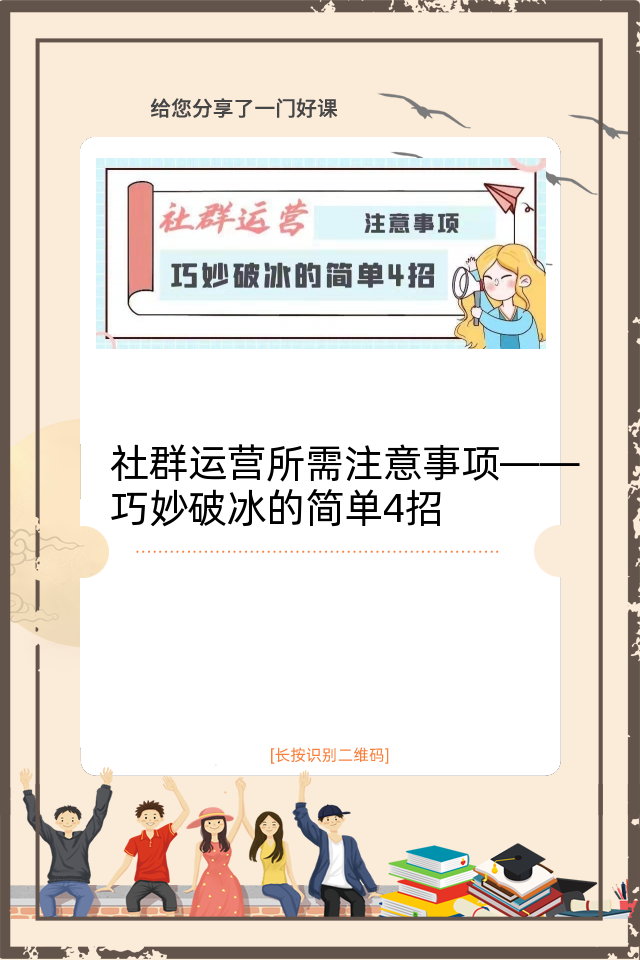 给您分享了一门好课
社群运营 注意事项
巧妙破冰的简单4招
社群运营所需注意事项——
巧妙破冰的简单4招
[长按识别二维码]